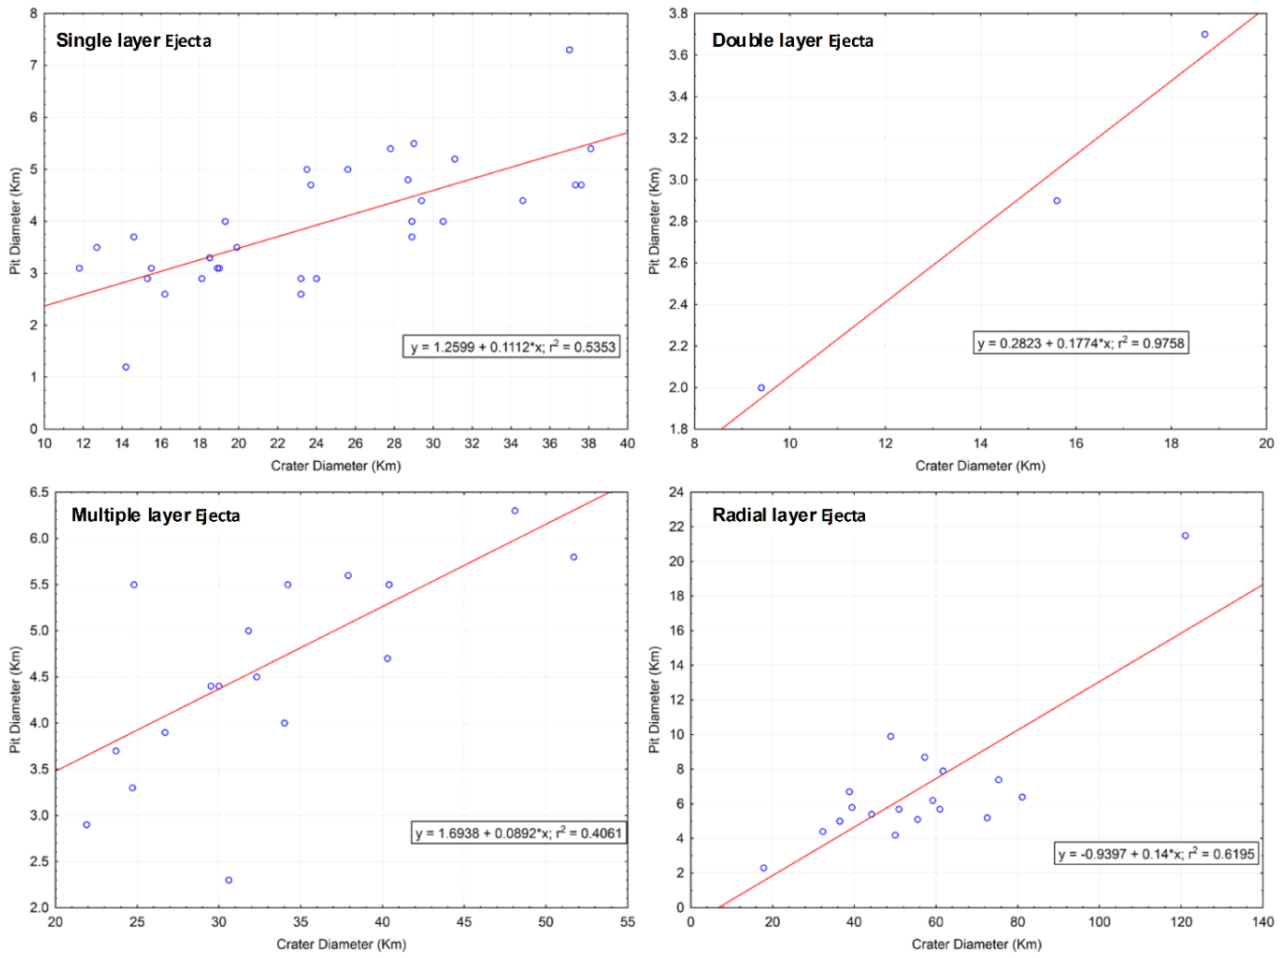 Single layer Ejecta
8
7
6
5
4
3
2
1
0
Pit Diameter (Km)
y = 1.2599 + 0.1112*x; r² = 0.5353
10 12 14 16 18 20 22 24 26 28 30 32 34 36 38 40
Crater Diameter (Km)
Double layer Ejecta
3.8
3.6
3.4
3.2
3.0
2.8
2.6
2.4
2.2
2.0
1.8
Pit Diameter (Km)
y = 0.2823 + 0.1774*x; r² = 0.9758
8 10 12 14 16 18 20
Crater Diameter (Km)
Multiple layer Ejecta
6.5
6.0
5.5
5.0
4.5
4.0
3.5
3.0
2.5
2.0
Pit Diameter (Km)
y = 1.6938 + 0.0892*x; r² = 0.4061
20 25 30 35 40 45 50 55
Crater Diameter (Km)
Radial layer Ejecta
24
22
20
18
16
14
12
10
8
6
4
2
0
Pit Diameter (Km)
y = -0.9397 + 0.14*x; r² = 0.6195
0 20 40 60 80 100 120 140
Crater Diameter (Km)